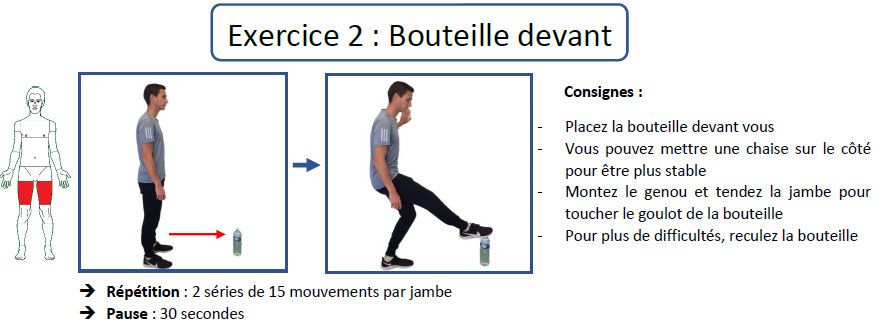 Exercice 2 : Bouteille devant
Consignes :
- Placez la bouteille devant vous
- Vous pouvez mettre une chaise sur le côté
pour être plus stable
- Montez le genou et tendez la jambe pour
toucher le goulot de la bouteille
- Pour plus de difficultés, reculez la bouteille
➔ Répétition : 2 séries de 15 mouvements par jambe
➔ Pause : 30 secondes